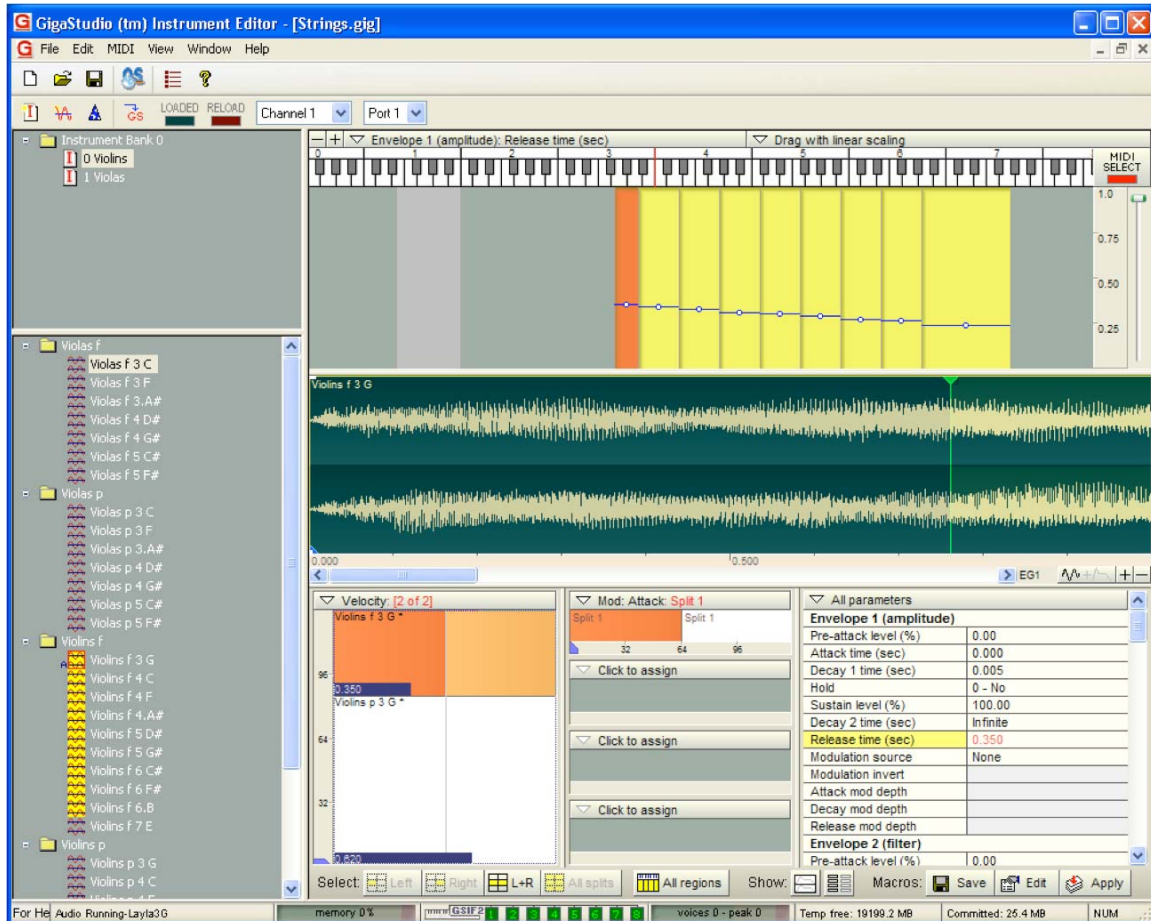 GigaStudio (tm) Instrument Editor - [Strings.gig]
File Edit MIDI View Window Help
LOADED RELOAD Channel 1 Port 1
GS
Instrument Bank 0
0 Violins
1 Violas
Envelope 1 (amplitude): Release time (sec) Drag with linear scaling
0 1 2 3 4 5 6 7
MIDI SELECT
1.0
0.75
0.50
0.25
Violas f
Violas f 3 C
Violas f 3 F
Violas f 3.A#
Violas f 4 D#
Violas f 4 G#
Violas f 5 C#
Violas f 5 F#
Violas p
Violas p 3 C
Violas p 3 F
Violas p 3.A#
Violas p 4 D#
Violas p 4 G#
Violas p 5 C#
Violas p 5 F#
Violins f
Violins f 3 G
Violins f 4 C
Violins f 4 F
Violins f 4.A#
Violins f 5 D#
Violins f 5 G#
Violins f 6 C#
Violins f 6 F#
Violins f 6.B
Violins f 7 E
Violins p
Violins p 3 G
Violins p 4 C
Violins f 3 G
0.000 0.500
EG1
Velocity: [2 of 2]
Violins f 3 G *
96
0.350
Violins p 3 G *
64
32
0.620
Mod: Attack: Split 1
Split 1 Split 1
32 64 96
Click to assign
Click to assign
Click to assign
All parameters
Envelope 1 (amplitude)
Pre-attack level (%) 0.00
Attack time (sec) 0.000
Decay 1 time (sec) 0.005
Hold 0 - No
Sustain level (%) 100.00
Decay 2 time (sec) Infinite
Release time (sec) 0.350
Modulation source None
Modulation invert
Attack mod depth
Decay mod depth
Release mod depth
Envelope 2 (filter)
Pre-attack level (%) 0.00
Select: Left Right L+R All splits All regions Show: Macros: Save Edit Apply
For He Audio Running-Layla3G memory 0% GSIF2 1 2 3 4 5 6 7 8 voices 0 - peak 0 Temp free: 19199.2 MB Committed: 25.4 MB NUM